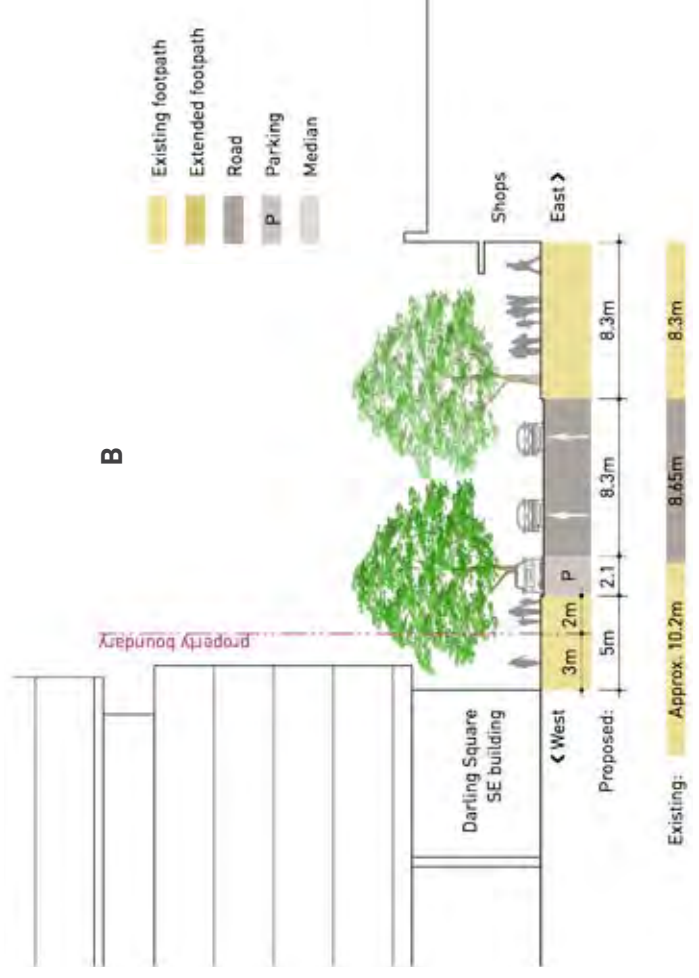 B
Existing footpath
Extended footpath
Road
P Parking
Median
property boundary
Darling Square
SE building
Shops
‹ West
East ›
3m
2m
P
Proposed:
5m
2.1
8.3m
8.3m
Existing:
Approx. 10.2m
8.65m
8.3m